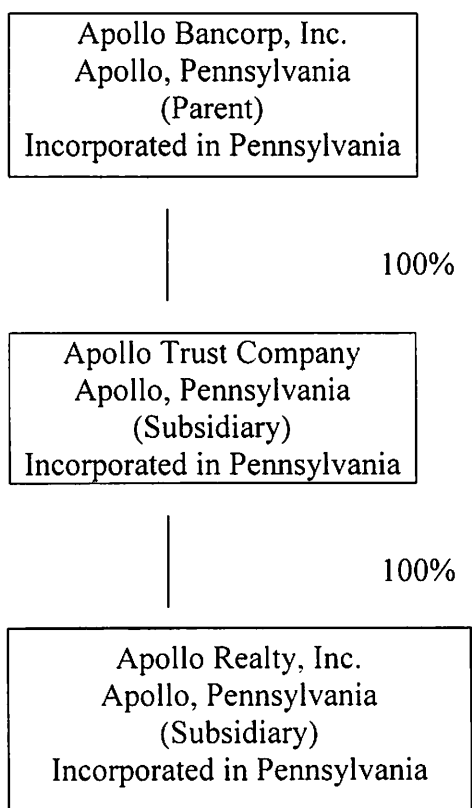 Apollo Bancorp, Inc.
Apollo, Pennsylvania
(Parent)
Incorporated in Pennsylvania
100%
Apollo Trust Company
Apollo, Pennsylvania
(Subsidiary)
Incorporated in Pennsylvania
100%
Apollo Realty, Inc.
Apollo, Pennsylvania
(Subsidiary)
Incorporated in Pennsylvania